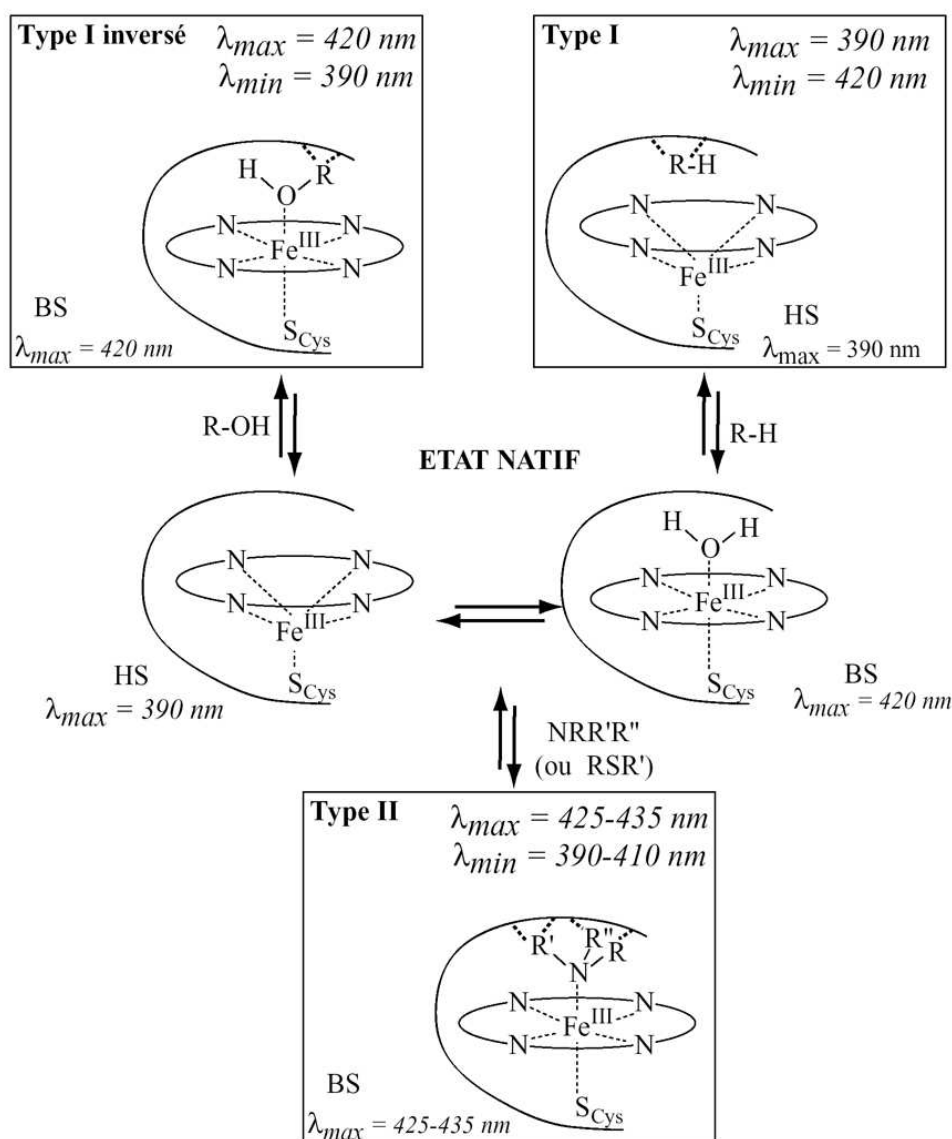 Type I inversé λmax = 420 nm
λmin = 390 nm
H
R
O
N N
FeIII
N N
BS
SCys
λmax = 420 nm
Type I λmax = 390 nm
λmin = 420 nm
R-H
N N
N N
FeIII
HS
SCys
λmax = 390 nm
R-OH
R-H
ETAT NATIF
N N
N N
FeIII
HS
SCys
λmax = 390 nm
H H
O
N N
FeIII
N N
SCys
BS
λmax = 420 nm
NRR'R"
(ou RSR')
Type II λmax = 425-435 nm
λmin = 390-410 nm
R' R" R
N
N N
FeIII
N N
BS
SCys
λmax = 425-435 nm